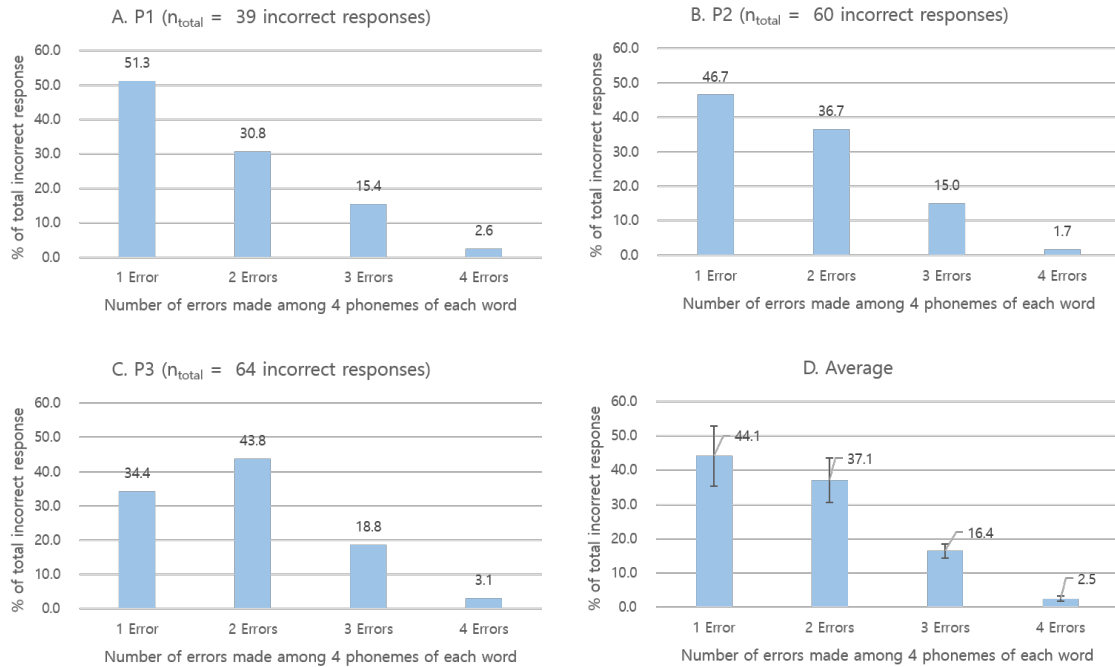 A. P1 (ntotal = 39 incorrect responses)
% of total incorrect response
60.0
50.0
40.0
30.0
20.0
10.0
0.0
51.3
30.8
15.4
2.6
1 Error 2 Errors 3 Errors 4 Errors
Number of errors made among 4 phonemes of each word
B. P2 (ntotal = 60 incorrect responses)
% of total incorrect response
60.0
50.0
40.0
30.0
20.0
10.0
0.0
46.7
36.7
15.0
1.7
1 Error 2 Errors 3 Errors 4 Errors
Number of errors made among 4 phonemes of each word
C. P3 (ntotal = 64 incorrect responses)
% of total incorrect response
60.0
50.0
40.0
30.0
20.0
10.0
0.0
34.4
43.8
18.8
3.1
1 Error 2 Errors 3 Errors 4 Errors
Number of errors made among 4 phonemes of each word
D. Average
% of total incorrect response
60.0
50.0
40.0
30.0
20.0
10.0
0.0
44.1
37.1
16.4
2.5
1 Error 2 Errors 3 Errors 4 Errors
Number of errors made among 4 phonemes of each word